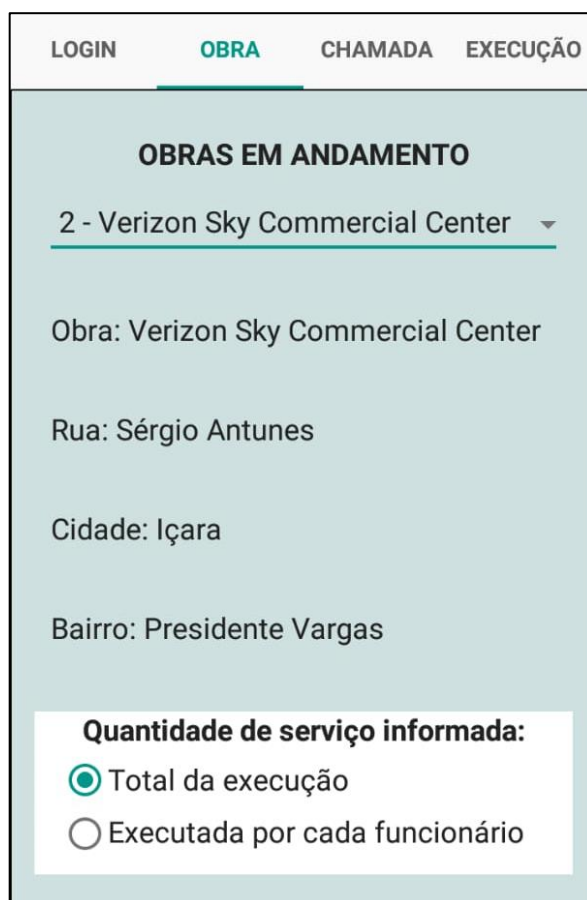 LOGIN OBRA CHAMADA EXECUÇÃO
OBRAS EM ANDAMENTO
2 - Verizon Sky Commercial Center
Obra: Verizon Sky Commercial Center
Rua: Sérgio Antunes
Cidade: Içara
Bairro: Presidente Vargas
Quantidade de serviço informada:
Total da execução
Executada por cada funcionário